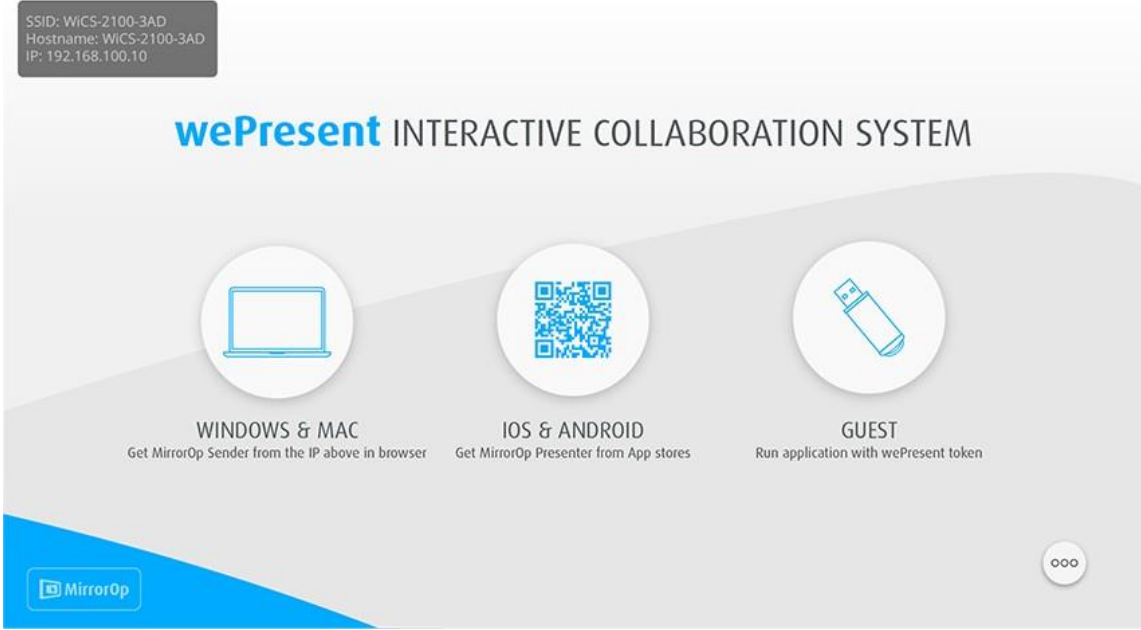 SSID: WiCS-2100-3AD
Hostname: WiCS-2100-3AD
IP: 192.168.100.10
wePresent INTERACTIVE COLLABORATION SYSTEM
WINDOWS & MAC
Get MirrorOp Sender from the IP above in browser
IOS & ANDROID
Get MirrorOp Presenter from App stores
GUEST
Run application with wePresent token
MirrorOp